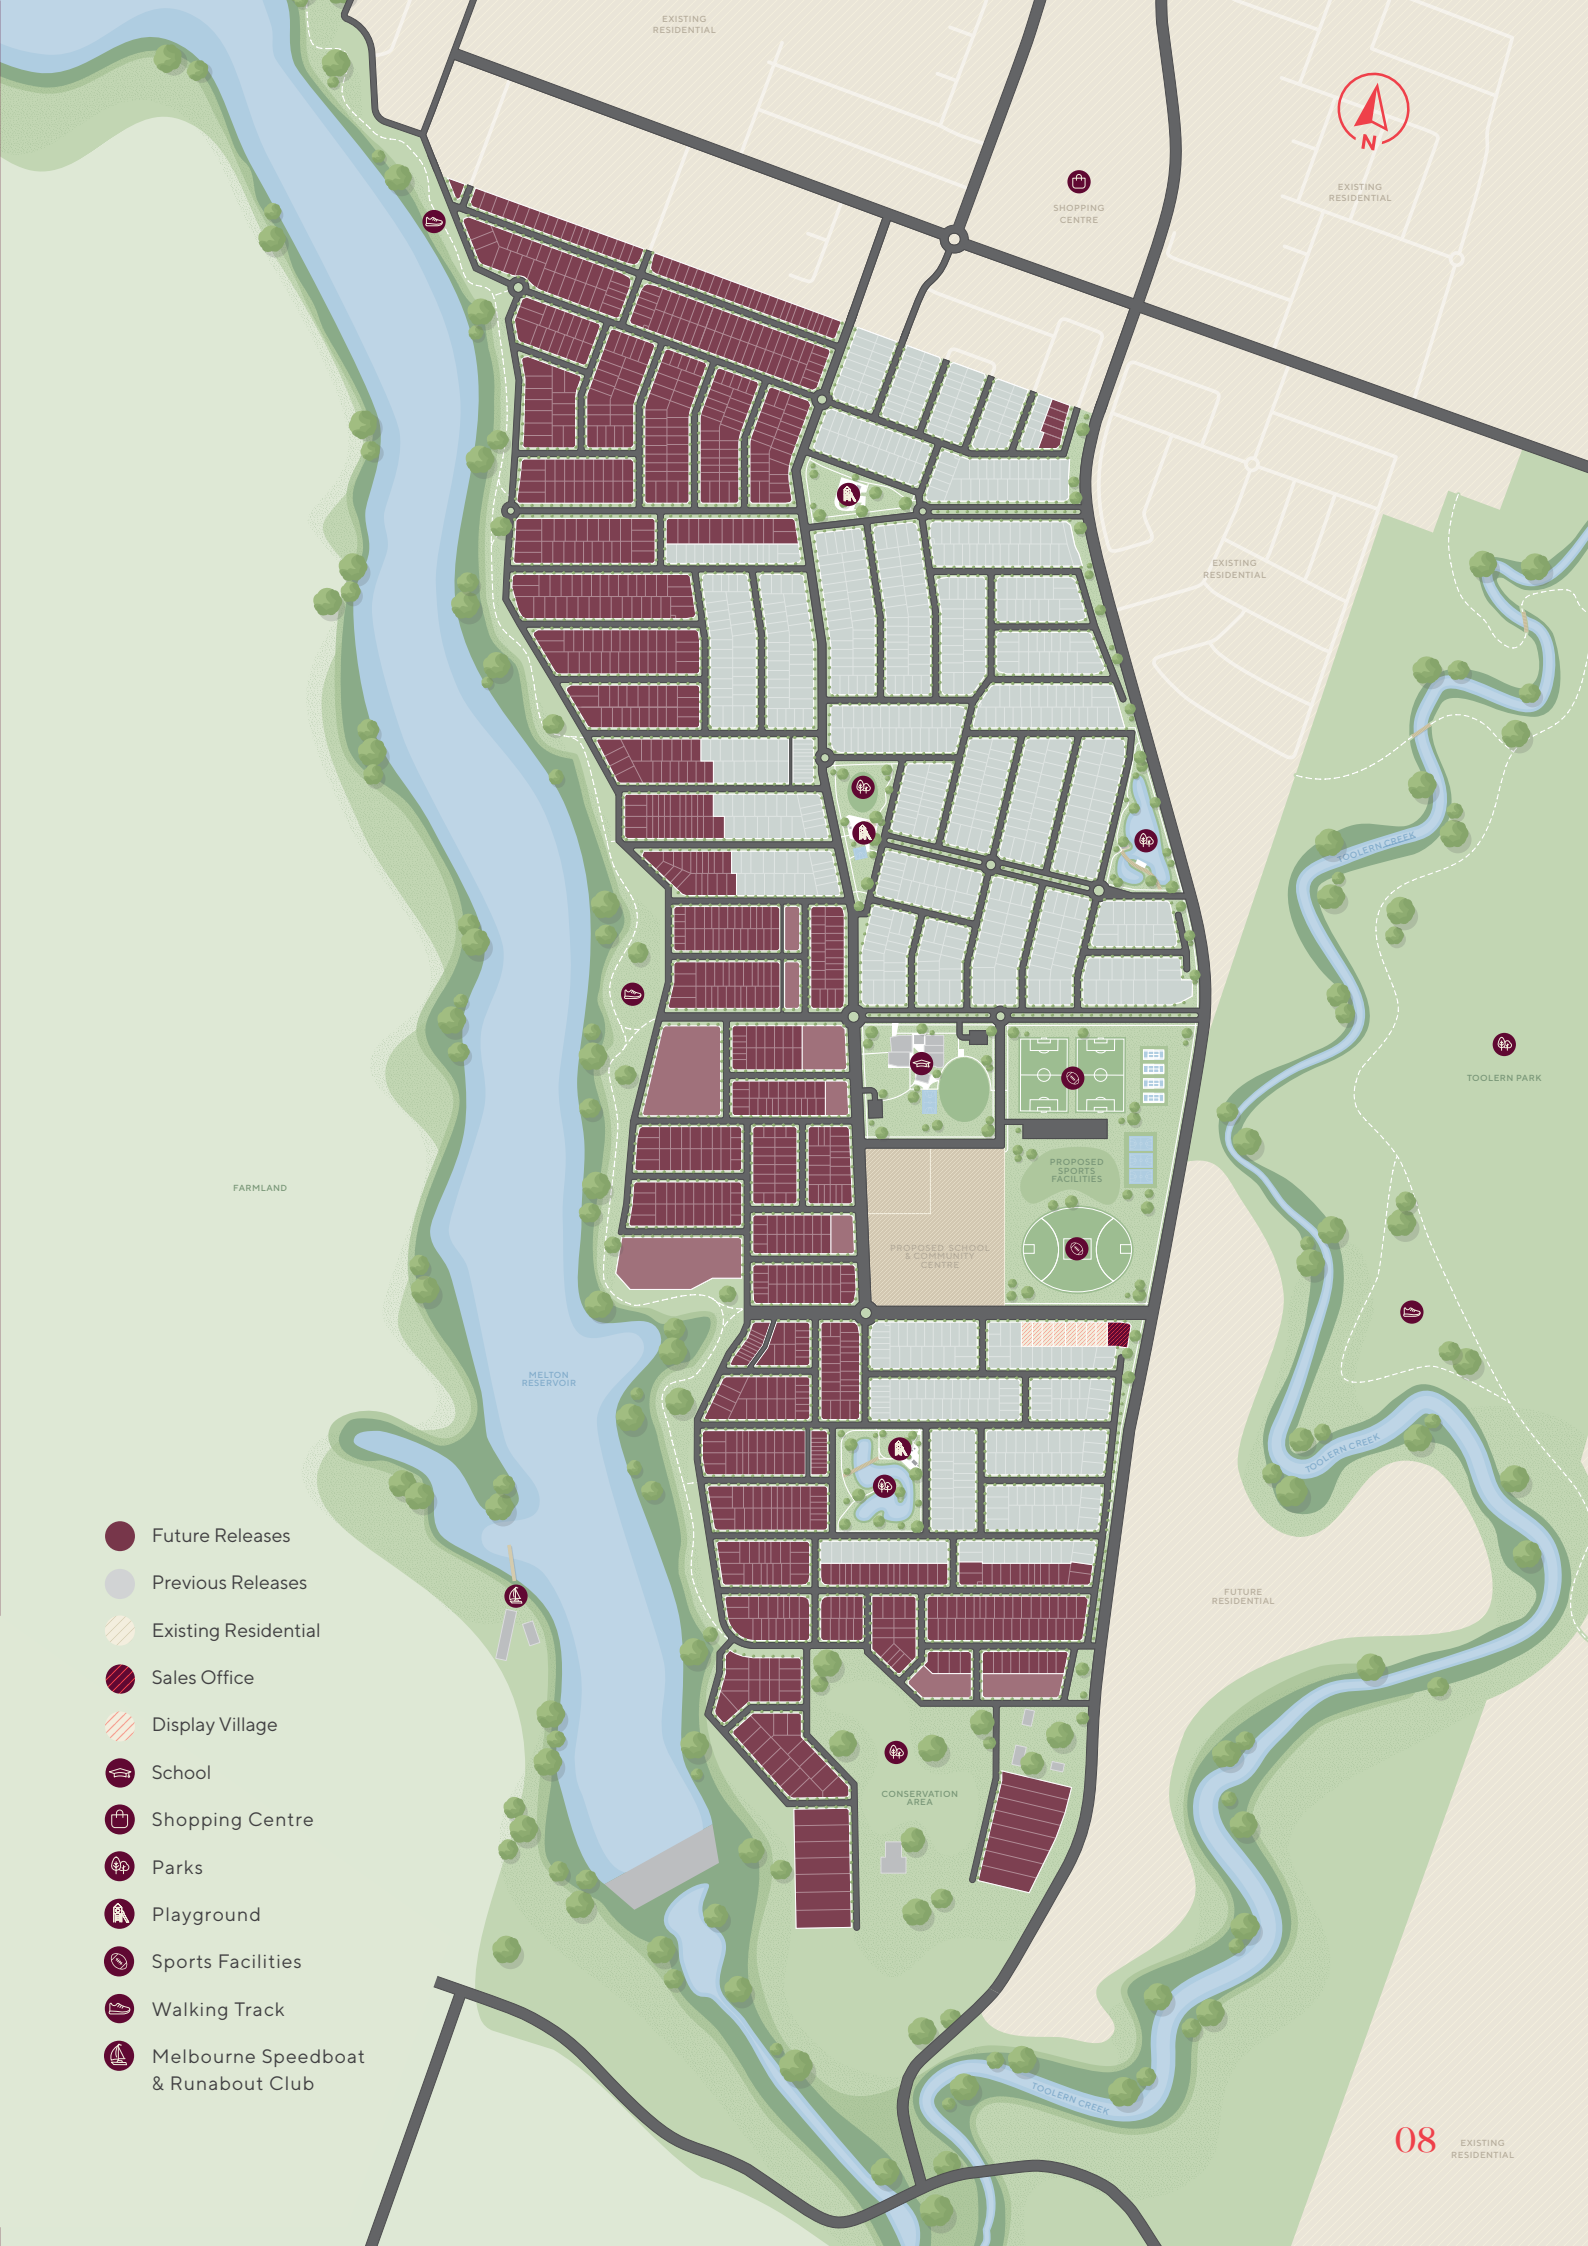 EXISTING
RESIDENTIAL
N
SHOPPING
CENTRE
EXISTING
RESIDENTIAL
EXISTING
RESIDENTIAL
TOOLERN CREEK
TOOLERN PARK
FARMLAND
PROPOSED
SPORTS
FACILITIES
PROPOSED SCHOOL
& COMMUNITY
CENTRE
MELTON
RESERVOIR
TOOLERN CREEK
FUTURE
RESIDENTIAL
CONSERVATION
AREA
TOOLERN CREEK
Future Releases
Previous Releases
Existing Residential
Sales Office
Display Village
School
Shopping Centre
Parks
Playground
Sports Facilities
Walking Track
Melbourne Speedboat
& Runabout Club
08
EXISTING
RESIDENTIAL